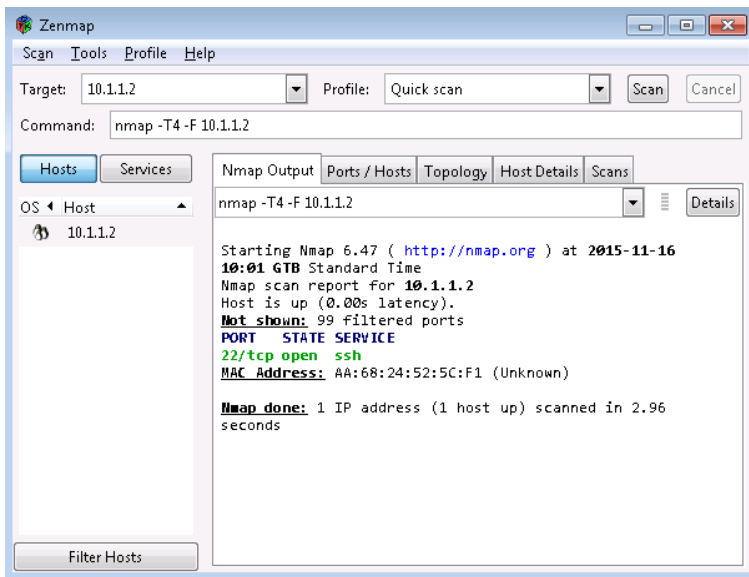 Zenmap
Scan Tools Profile Help
Target: 10.1.1.2 Profile: Quick scan Scan Cancel
Command: nmap -T4 -F 10.1.1.2
Hosts Services
Nmap Output Ports / Hosts Topology Host Details Scans
OS Host
nmap -T4 -F 10.1.1.2 Details
10.1.1.2
Starting Nmap 6.47 ( http://nmap.org ) at 2015-11-16
10:01 GTB Standard Time
Nmap scan report for 10.1.1.2
Host is up (0.00s latency).
Not shown: 99 filtered ports
PORT STATE SERVICE
22/tcp open ssh
MAC Address: AA:68:24:52:5C:F1 (Unknown)
Nmap done: 1 IP address (1 host up) scanned in 2.96
seconds
Filter Hosts